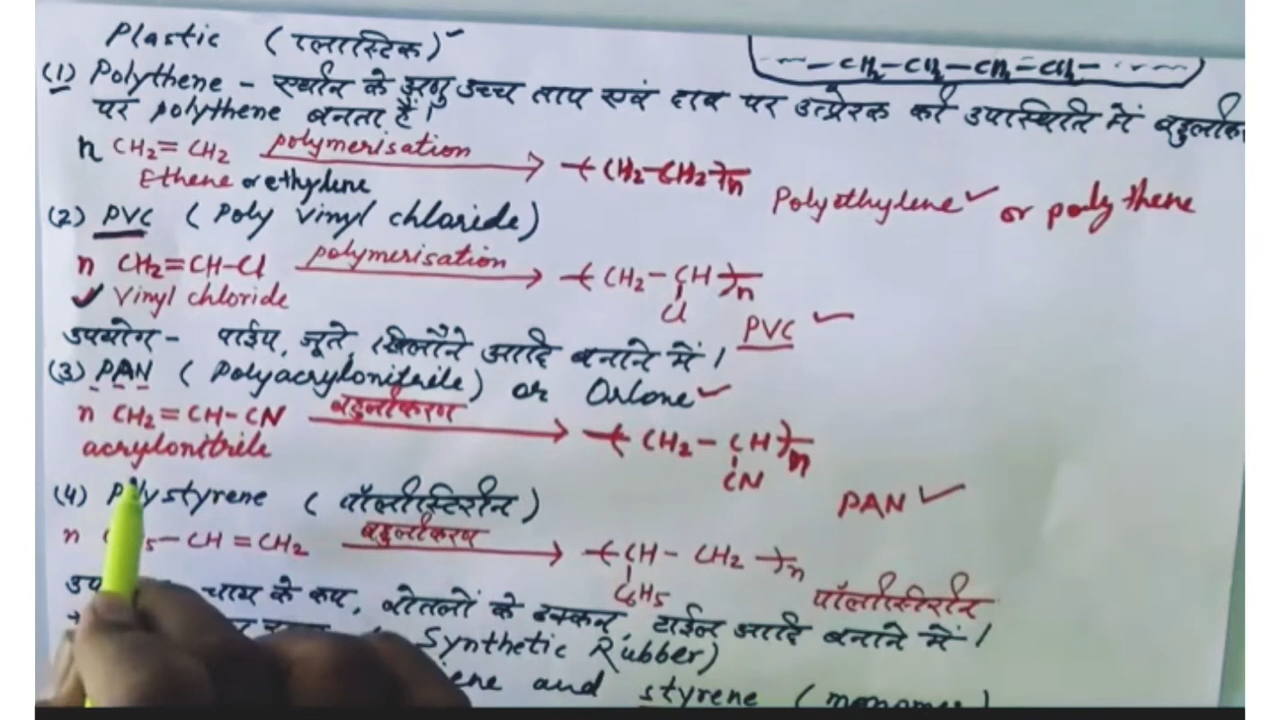 Plastic (प्लास्टिक)
---CH₂-CH₂-CH₂-CH₂-----
(1) Polythene - एथीन के अणु उच्च ताप एवं दाब पर उत्प्रेरक की उपस्थिति में
पर polythene बनता है।
n CH₂=CH₂ polymerisation → -(CH₂-CH₂)-n
Ethene or ethylene
Polyethylene or polythene
(2) PVC (Poly vinyl chloride)
n CH₂=CH-Cl polymerisation → -(CH₂-CH)-n
Cl
Vinyl chloride
PVC
उपयोग - पाईप, जूते, खिलौने आदि बनाने में।
(3) PAN (Polyacrylonitrile) or Orlone
n CH₂=CH-CN बहुलीकरण → -(CH₂-CH)-n
CN
acrylonitrile
PAN
(4) Polystyrene (पॉलीस्टिरीन)
n -CH=CH₂ बहुलीकरण → -(CH-CH₂-)n
C₆H₅
पॉलीस्टिरीन
चाय के कप, बोतलों के ढक्कन, टाईल आदि बनाने में।
Synthetic Rubber)
and styrene